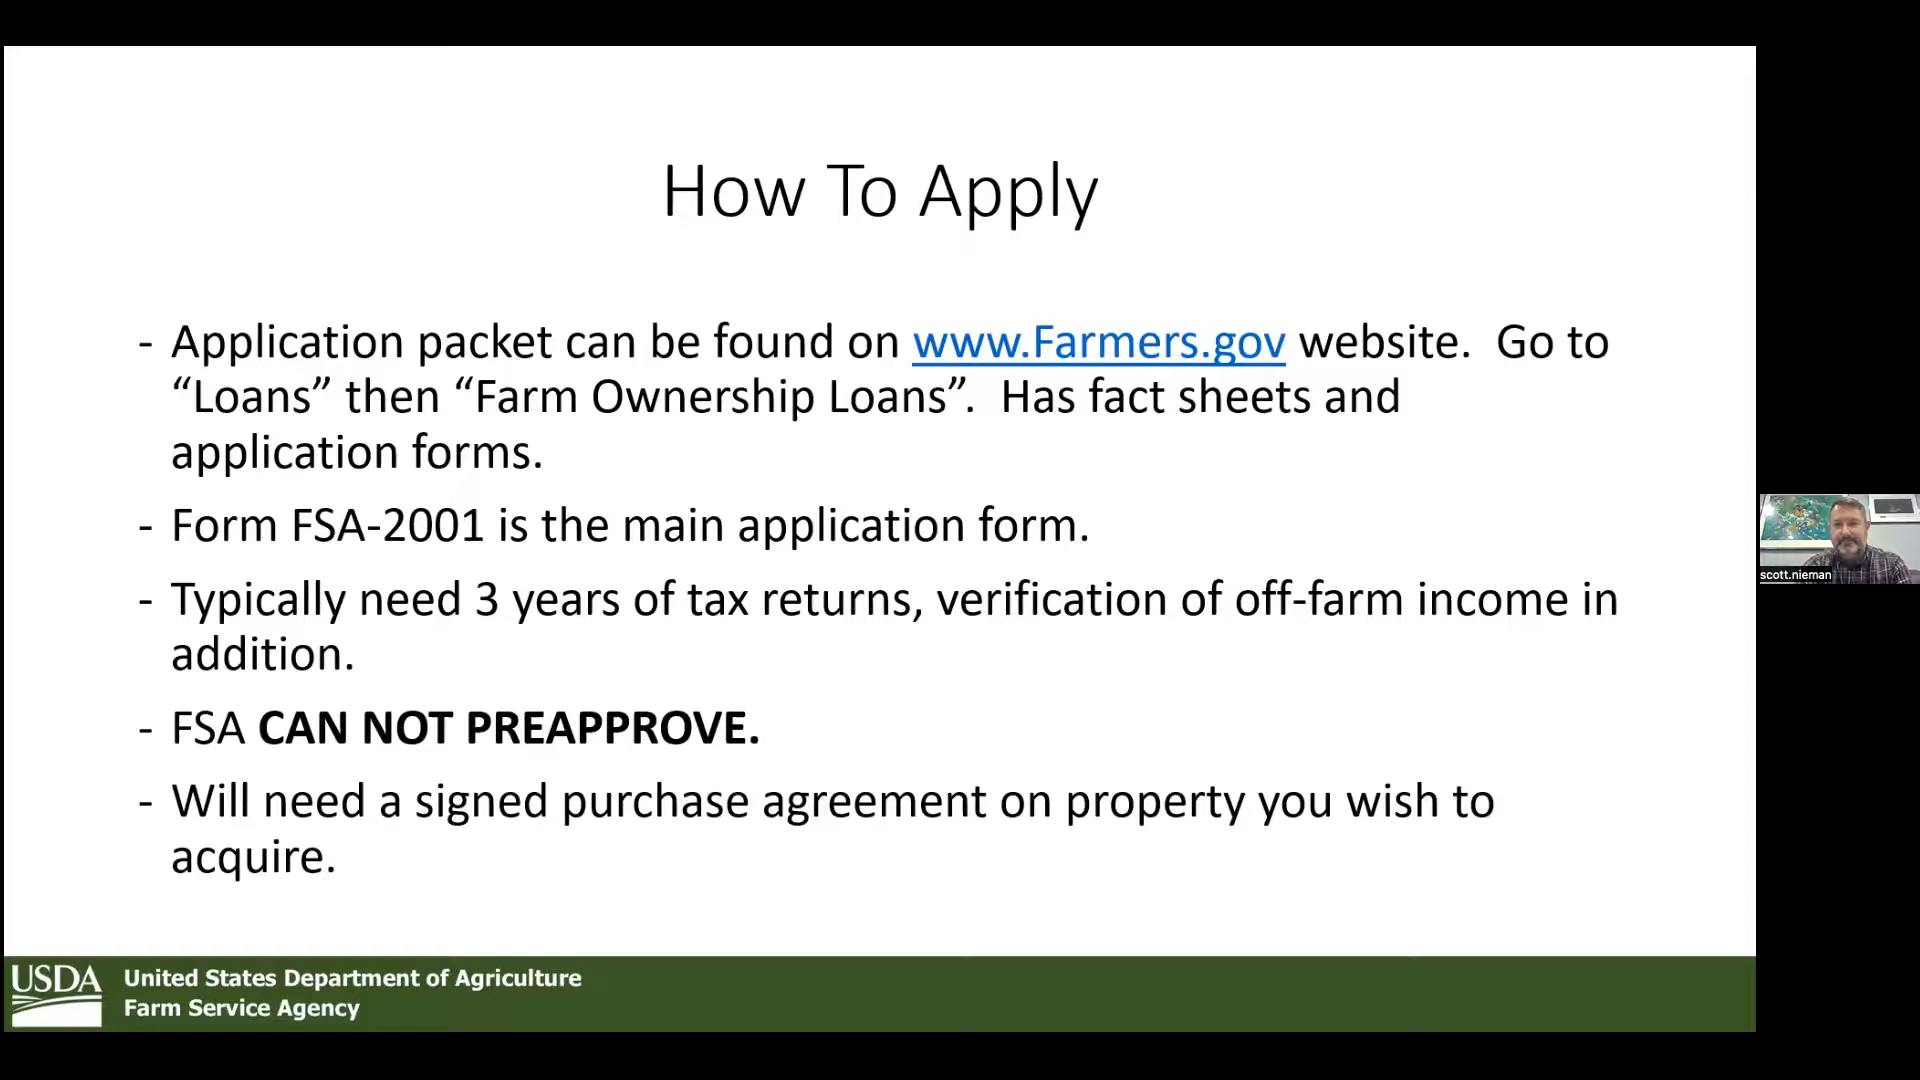 How To Apply
- Application packet can be found on www.Farmers.gov website.  Go to
“Loans” then “Farm Ownership Loans”.  Has fact sheets and
application forms.
- Form FSA-2001 is the main application form.
- Typically need 3 years of tax returns, verification of off-farm income in
addition.
- FSA CAN NOT PREAPPROVE.
- Will need a signed purchase agreement on property you wish to
acquire.
scott.nieman
USDA
United States Department of Agriculture
Farm Service Agency